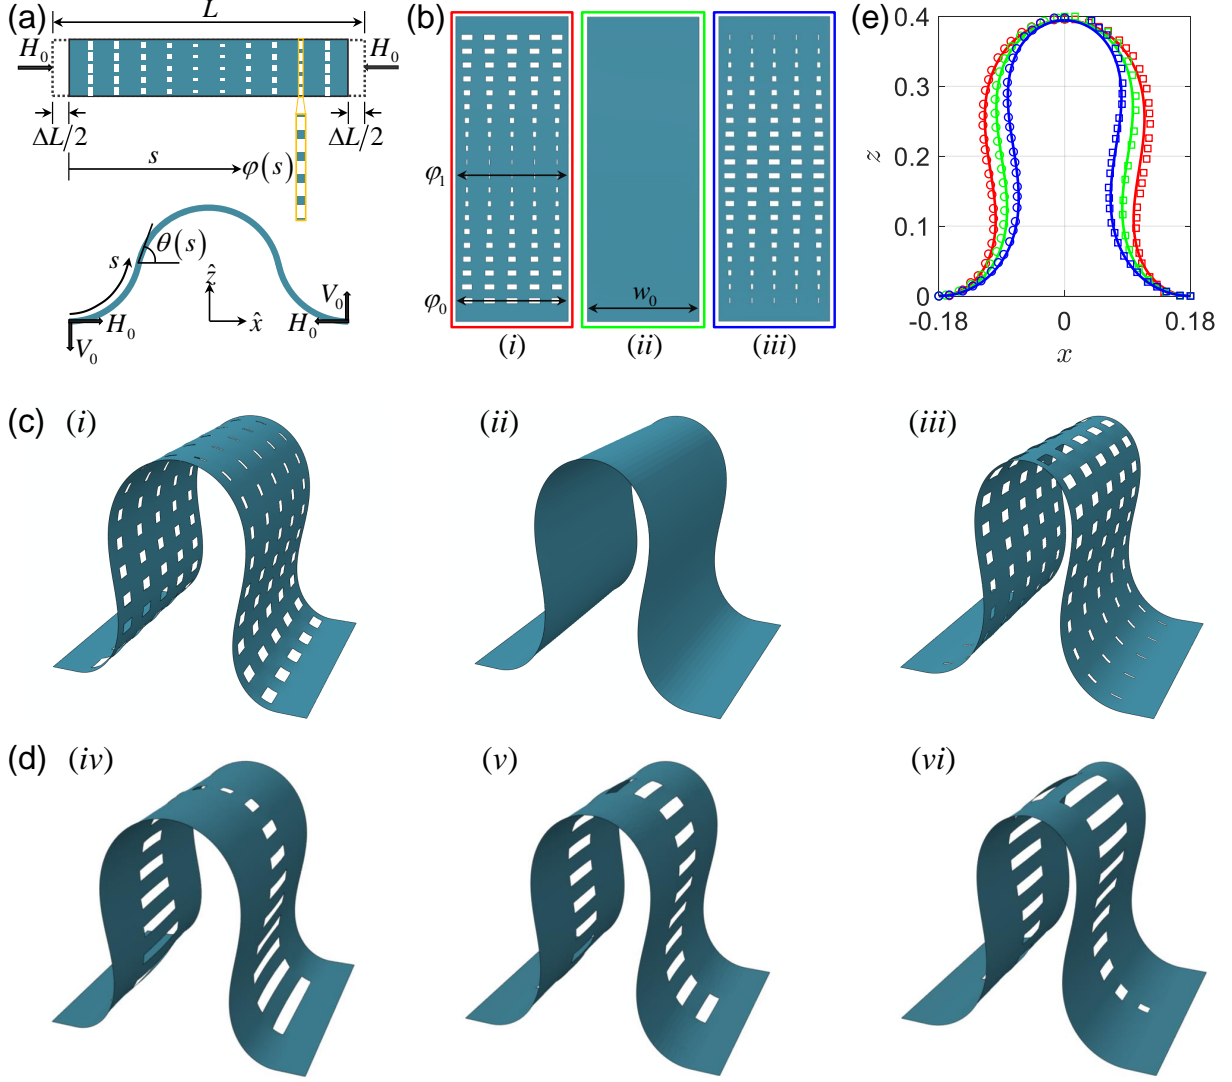 (a)
L
H₀
H₀
ΔL/2
ΔL/2
s
φ(s)
s
θ(s)
ẑ
x̂
V₀
H₀
H₀
V₀
(b)
φ₁
φ₀
w₀
(i)
(ii)
(iii)
(e)
0.4
0.3
0.2
0.1
0
z
-0.18
0
0.18
x
(c)
(i)
(ii)
(iii)
(d)
(iv)
(v)
(vi)